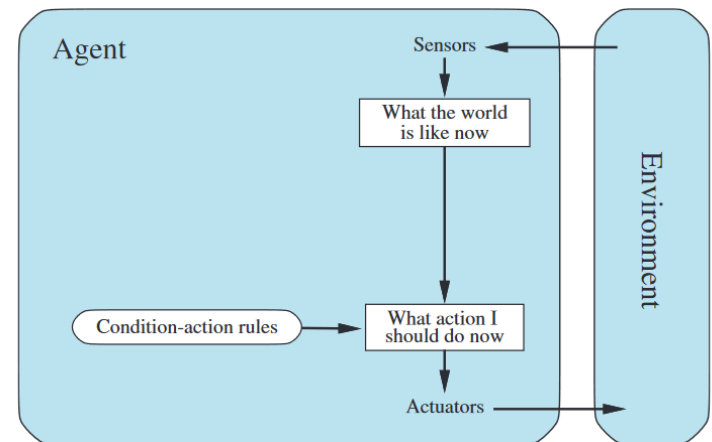 Agent
Sensors
What the world
is like now
Environment
Condition-action rules
What action I
should do now
Actuators